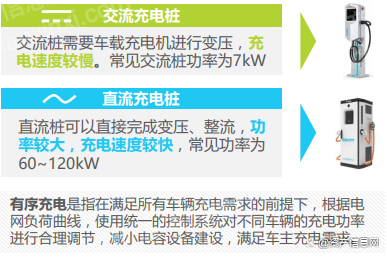 交流充电桩
交流桩需要车载充电机进行变压，充
电速度较慢。常见交流桩功率为7kW
直流充电桩
直流桩可以直接完成变压、整流，功
率较大，充电速度较快，常见功率为
60~120kW
有序充电是指在满足所有车辆充电需求的前提下，根据电
网负荷曲线，使用统一的控制系统对不同车辆的充电功率
进行合理调节，减小电容设备建设，满足车主充电需求